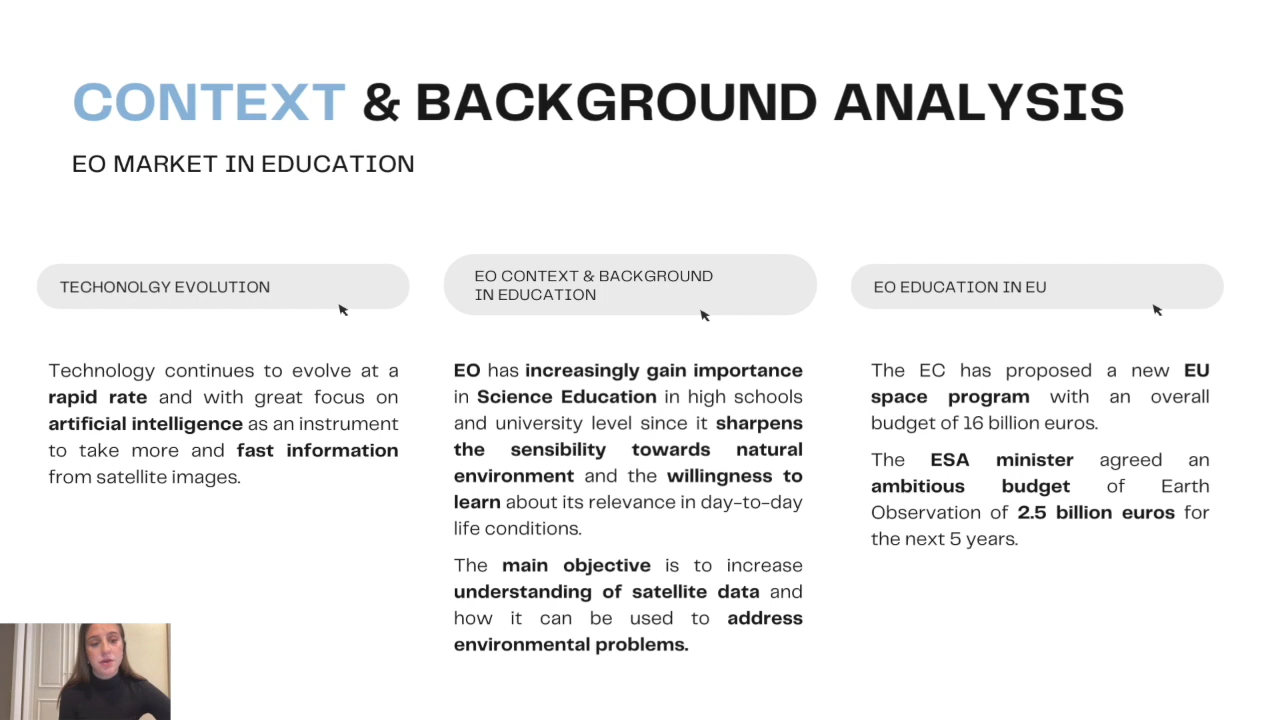 CONTEXT & BACKGROUND ANALYSIS
EO MARKET IN EDUCATION
TECHONOLGY EVOLUTION
Technology continues to evolve at a
rapid rate and with great focus on
artificial intelligence as an instrument
to take more and fast information
from satellite images.
EO CONTEXT & BACKGROUND
IN EDUCATION
EO has increasingly gain importance
in Science Education in high schools
and university level since it sharpens
the sensibility towards natural
environment and the willingness to
learn about its relevance in day-to-day
life conditions.
The main objective is to increase
understanding of satellite data and
how it can be used to address
environmental problems.
EO EDUCATION IN EU
The EC has proposed a new EU
space program with an overall
budget of 16 billion euros.
The ESA minister agreed an
ambitious budget of Earth
Observation of 2.5 billion euros for
the next 5 years.